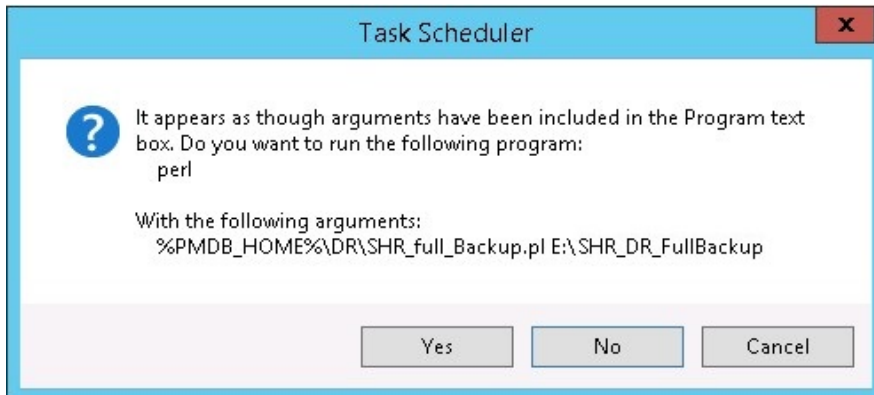 Task Scheduler
x
?
It appears as though arguments have been included in the Program text
box. Do you want to run the following program:
perl
With the following arguments:
%PMDB_HOME%\DR\SHR_full_Backup.pl E:\SHR_DR_FullBackup
Yes No Cancel